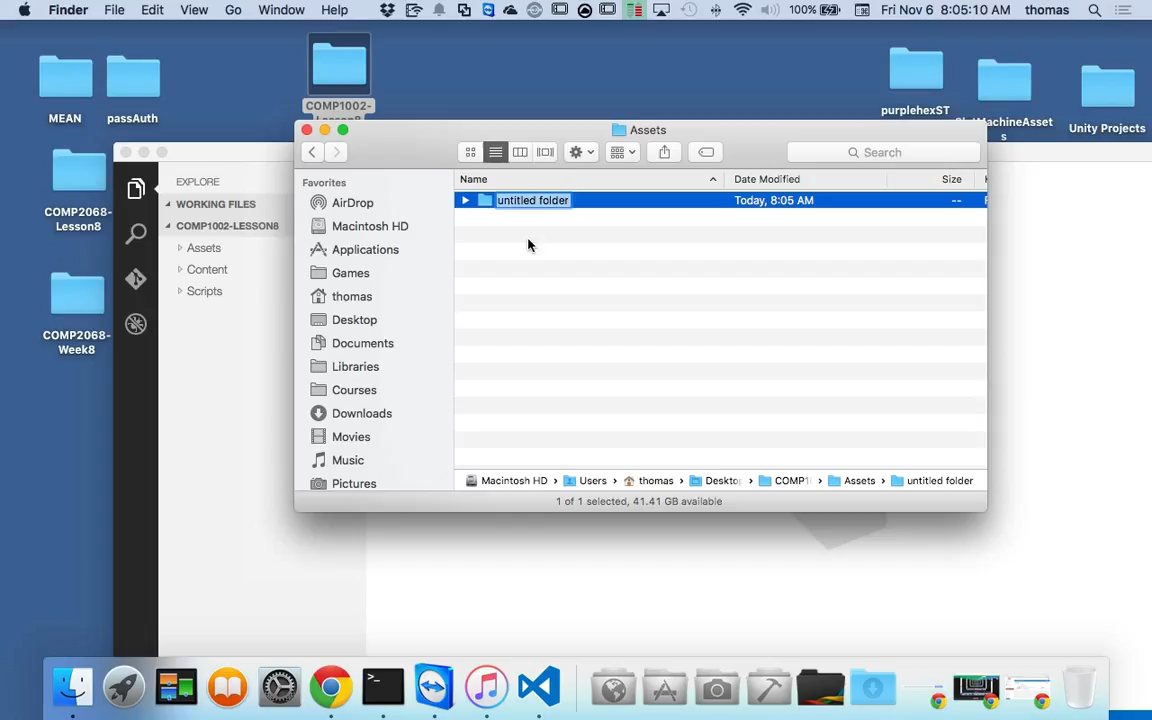 Finder File Edit View Go Window Help 100% Fri Nov 6 8:05:10 AM thomas
MEAN
passAuth
COMP1002-
purplehexST
Unity Projects
COMP2068-
Lesson8
COMP2068-
Week8
EXPLORE
WORKING FILES
COMP1002-LESSON8
Assets
Content
Scripts
Assets
Search
Favorites
AirDrop
Macintosh HD
Applications
Games
thomas
Desktop
Documents
Libraries
Courses
Downloads
Movies
Music
Pictures
Name Date Modified Size
untitled folder Today, 8:05 AM --
Macintosh HD › Users › thomas › Deskto › COMP1 › Assets › untitled folder
1 of 1 selected, 41.41 GB available